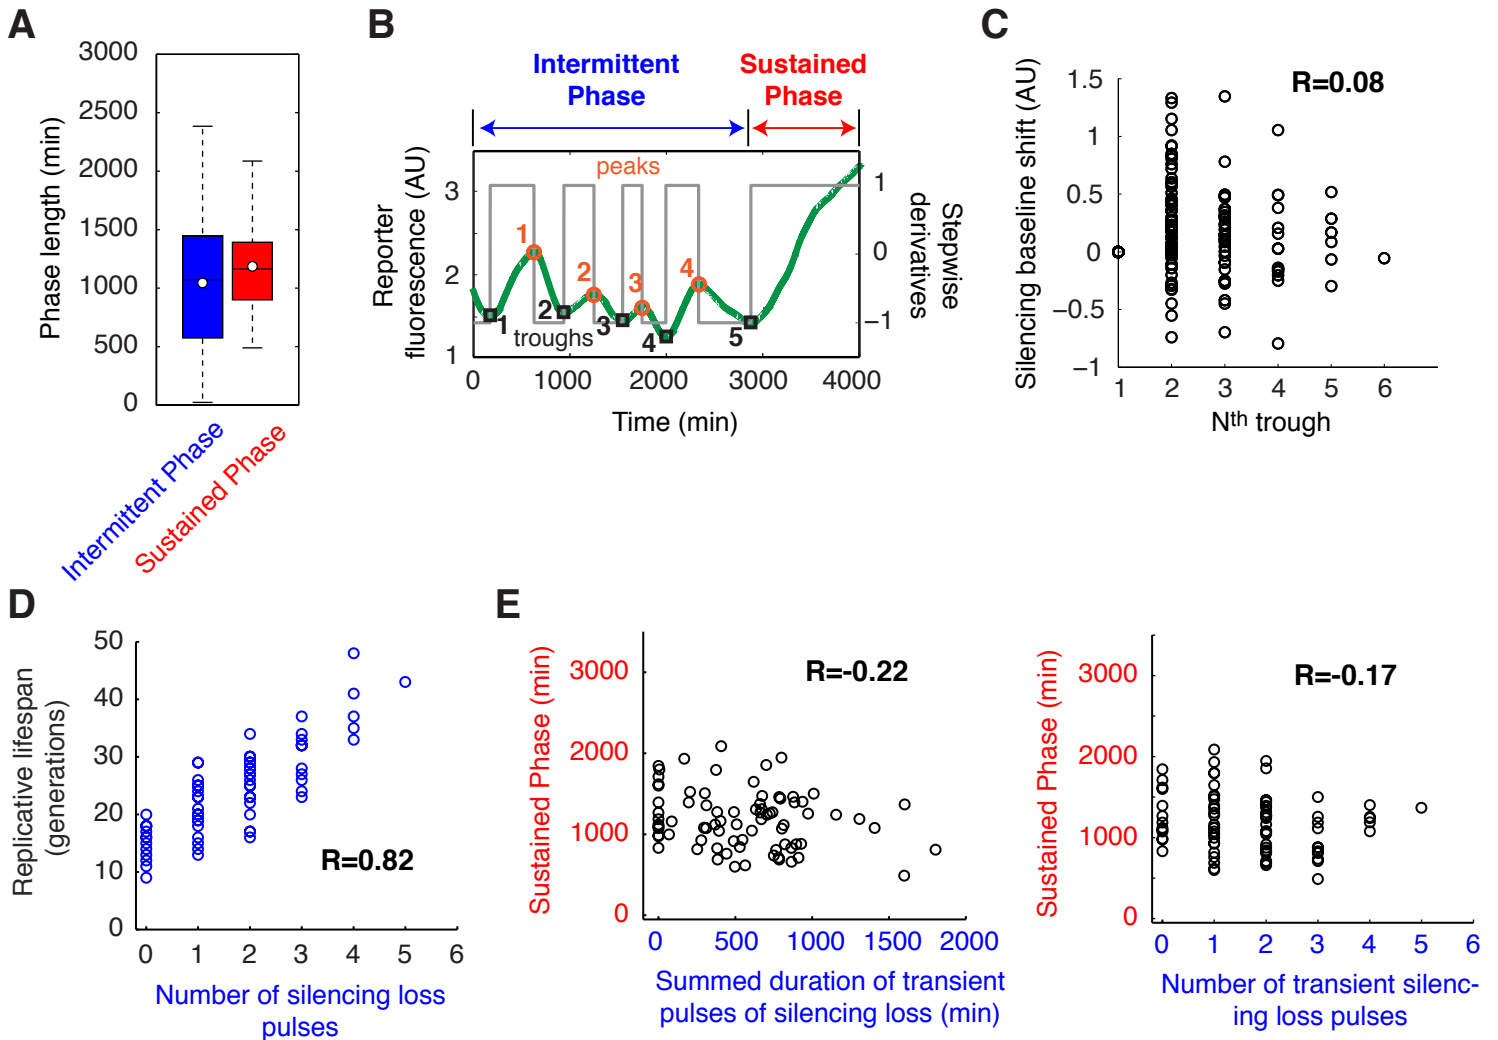 A
3000
2500
2000
1500
1000
500
0
Phase length (min)
Intermittent Phase
Sustained Phase
B
Intermittent
Phase
Sustained
Phase
Reporter
fluorescence (AU)
3
2
1
peaks
1
2
3
4
1
2
3
4
5
troughs
1
0
−1
Stepwise
derivatives
0
1000
2000
3000
4000
Time (min)
C
Silencing baseline shift (AU)
1.5
1
0.5
0
−0.5
−1
R=0.08
1
2
3
4
5
6
Nth trough
D
Replicative lifespan
(generations)
50
40
30
20
10
0
R=0.82
0
1
2
3
4
5
6
Number of silencing loss
pulses
E
Sustained Phase (min)
3000
2000
1000
0
R=-0.22
0
500
1000
1500
2000
Summed duration of transient
pulses of silencing loss (min)
Sustained Phase (min)
3000
2000
1000
0
R=-0.17
0
1
2
3
4
5
6
Number of transient silenc-
ing loss pulses